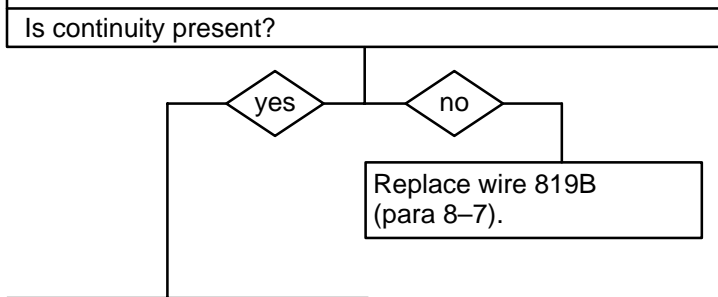 Is continuity present?
yes
no
Replace wire 819B
(para 8–7).